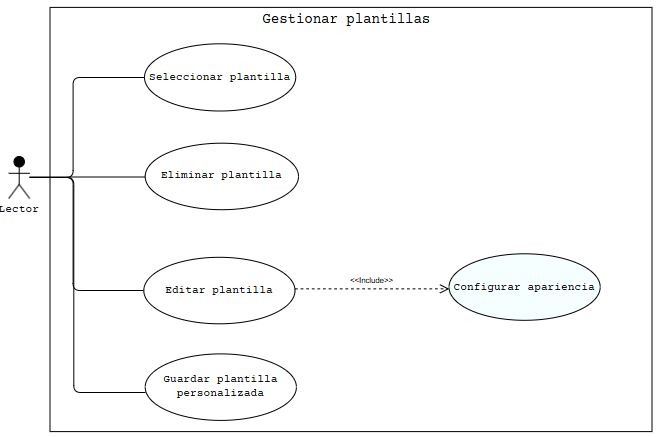 Gestionar plantillas
Seleccionar plantilla
Eliminar plantilla
Lector
<<Include>>
Editar plantilla
Configurar apariencia
Guardar plantilla
personalizada